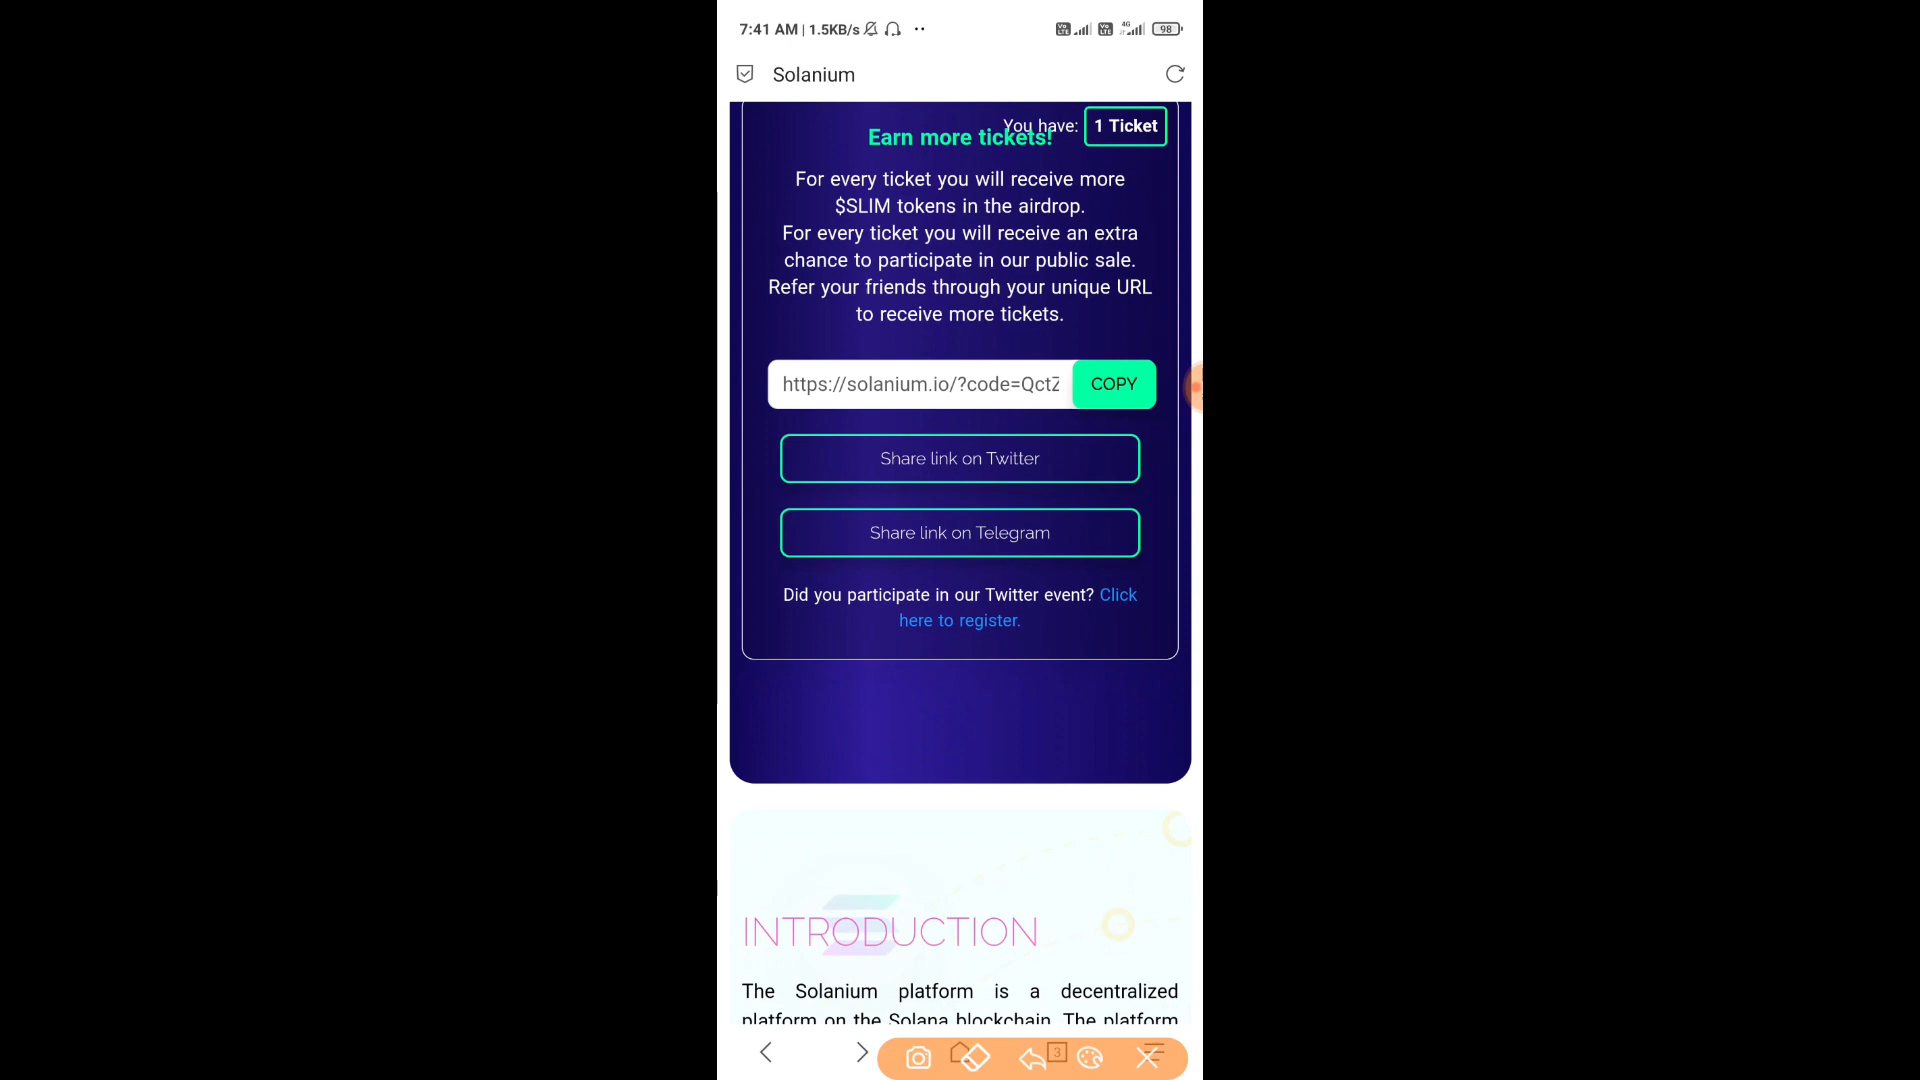 7:41 AM | 1.5KB/s
4G
98
Solanium
You have: 1 Ticket
Earn more tickets!
For every ticket you will receive more
$SLIM tokens in the airdrop.
For every ticket you will receive an extra
chance to participate in our public sale.
Refer your friends through your unique URL
to receive more tickets.
https://solanium.io/?code=QctZ COPY
Share link on Twitter
Share link on Telegram
Did you participate in our Twitter event? Click
here to register.
INTRODUCTION
The Solanium platform is a decentralized
platform on the Solana blockchain. The platform
3